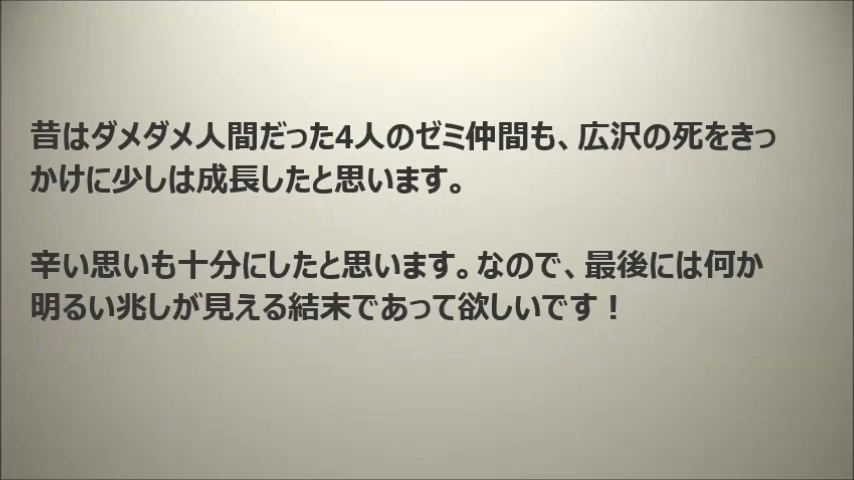 昔はダメダメ人間だった4人のゼミ仲間も、広沢の死をきっ
かけに少しは成長したと思います。
辛い思いも十分にしたと思います。なので、最後には何か
明るい兆しが見える結末であって欲しいです！